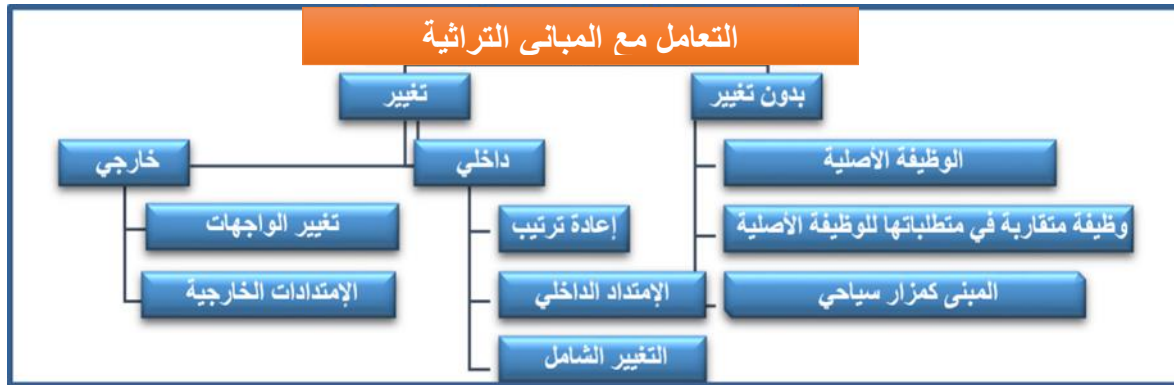 التعامل مع المباني التراثية
بدون تغيير
تغيير
الوظيفة الأصلية
وظيفة متقاربة في متطلباتها للوظيفة الأصلية
المبنى كمزار سياحي
داخلي
إعادة ترتيب
الإمتداد الداخلي
التغيير الشامل
خارجي
تغيير الواجهات
الإمتدادات الخارجية